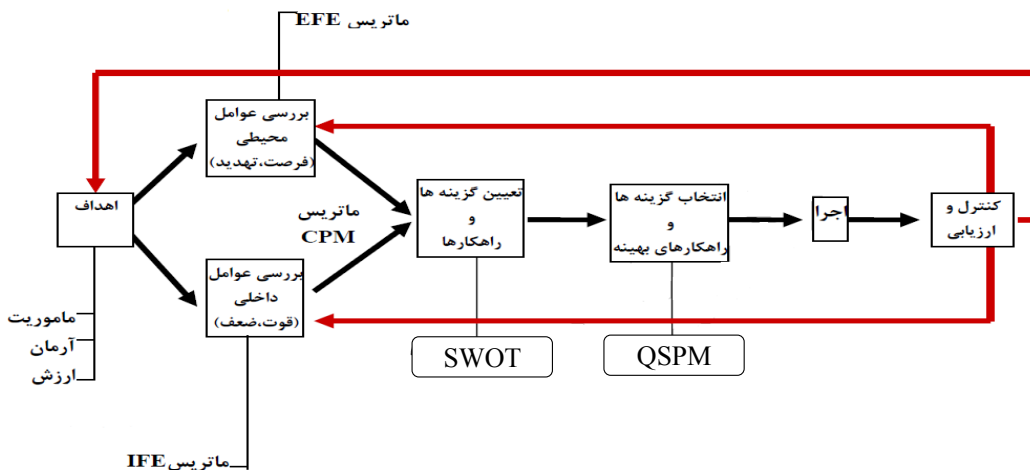 ماتریس EFE
بررسی عوامل
محیطی
(فرصت،تهدید)
اهداف
ماموریت
آرمان
ارزش
ماتریس
CPM
بررسی عوامل
داخلی
(قوت،ضعف)
ماتریس IFE
تعیین گزینه ها
و
راهکارها
SWOT
انتخاب گزینه ها
و
راهکارهای بهینه
QSPM
اجرا
کنترل و
ارزیابی